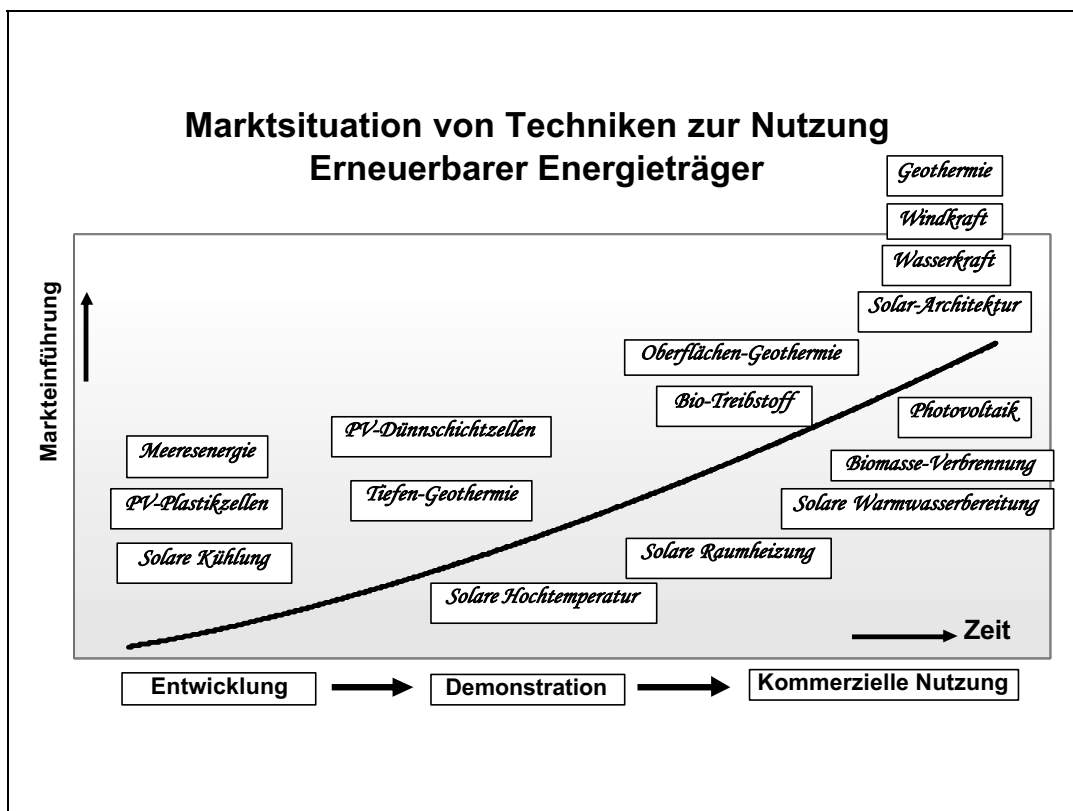 Marktsituation von Techniken zur Nutzung
Erneuerbarer Energieträger
Geothermie
Windkraft
Wasserkraft
Solar-Architektur
Markteinführung
Oberflächen-Geothermie
Bio-Treibstoff
Photovoltaik
PV-Dünnschichtzellen
Meeresenergie
Biomasse-Verbrennung
Tiefen-Geothermie
PV-Plastikzellen
Solare Warmwasserbereitung
Solare Kühlung
Solare Raumheizung
Solare Hochtemperatur
Zeit
Entwicklung
Demonstration
Kommerzielle Nutzung